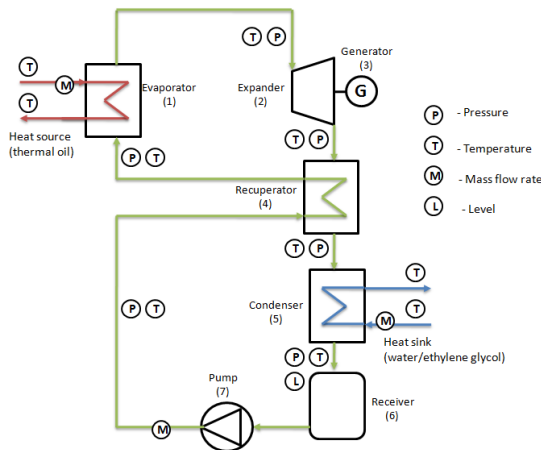 T P
Generator
(3)
T
M
Evaporator
(1)
Expander
(2)
G
T
Heat source
(thermal oil)
P T
T P
Recuperator
(4)
P - Pressure
T - Temperature
M - Mass flow rate
L - Level
T P
T
Condenser
(5)
T
M
Heat sink
(water/ethylene glycol)
P T
P T
L
Pump
(7)
Receiver
(6)
M